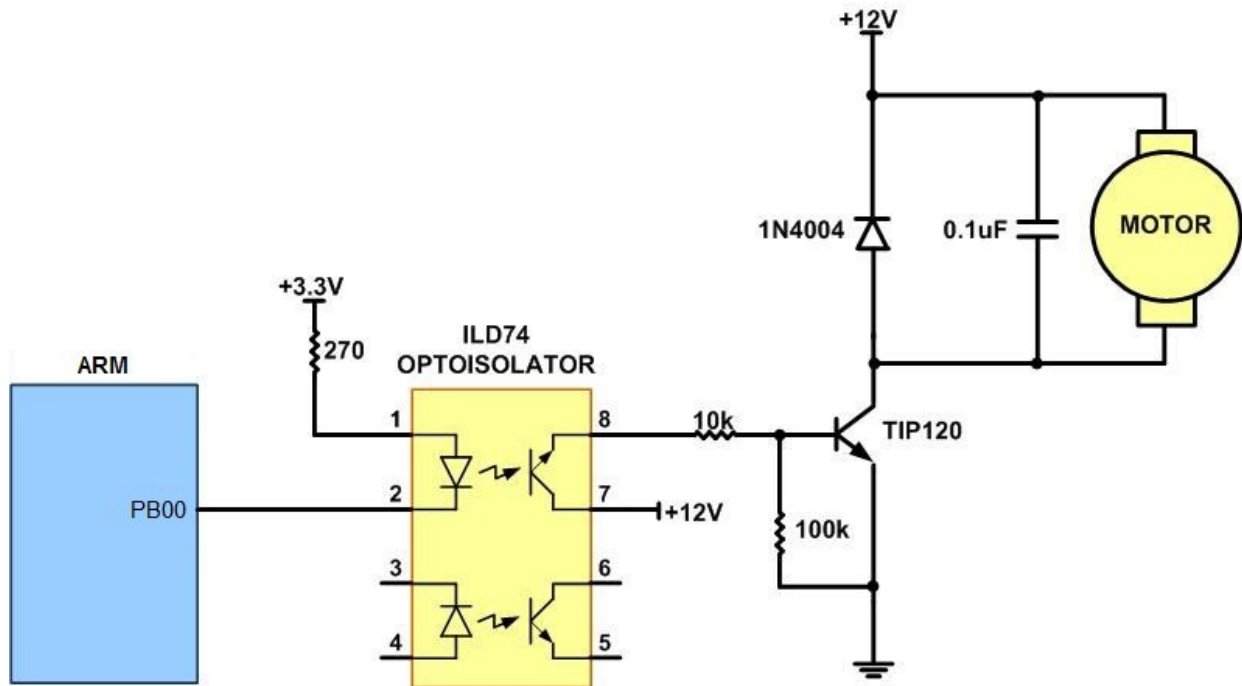 +12V
1N4004
0.1uF
MOTOR
+3.3V
270
ILD74
OPTOISOLATOR
ARM
1
8
10k
TIP120
PB00
2
7
+12V
100k
3
6
4
5